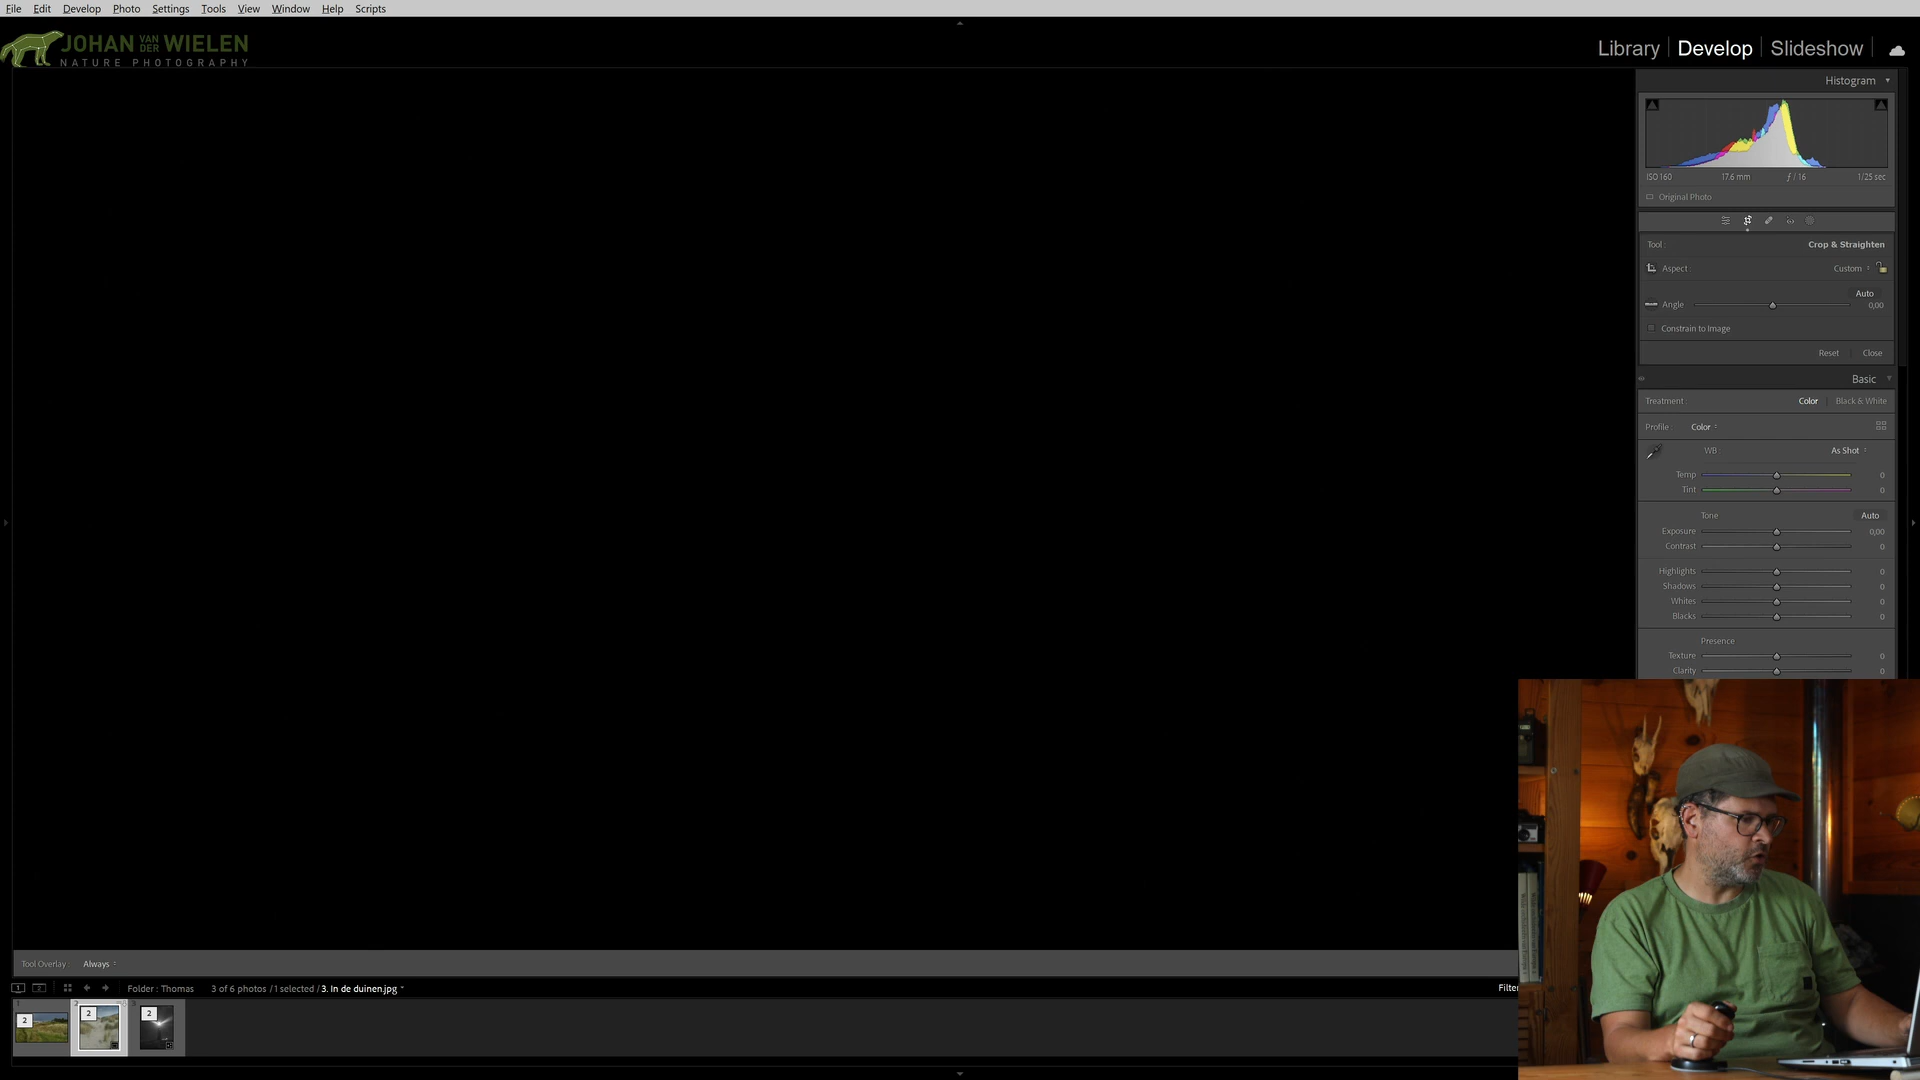 File Edit Develop Photo Settings Tools View Window Help Scripts
JOHAN VAN DER WIELEN
NATURE PHOTOGRAPHY
Library Develop Slideshow
Histogram
ISO 160 17.6 mm ƒ / 16 1/25 sec
Original Photo
Tool : Crop & Straighten
Aspect : Custom
Auto
Angle 0,00
Constrain to Image
Reset Close
Basic
Treatment : Color Black & White
Profile Color
WB As Shot
Temp 0
Tint 0
Tone Auto
Exposure 0,00
Contrast 0
Highlights 0
Shadows 0
Whites 0
Blacks 0
Presence
Texture 0
Clarity 0
Tool Overlay : Always
1 2 Folder : Thomas 3 of 6 photos / 1 selected / 3. In de duinen.jpg Filter
1 2
2 2 2